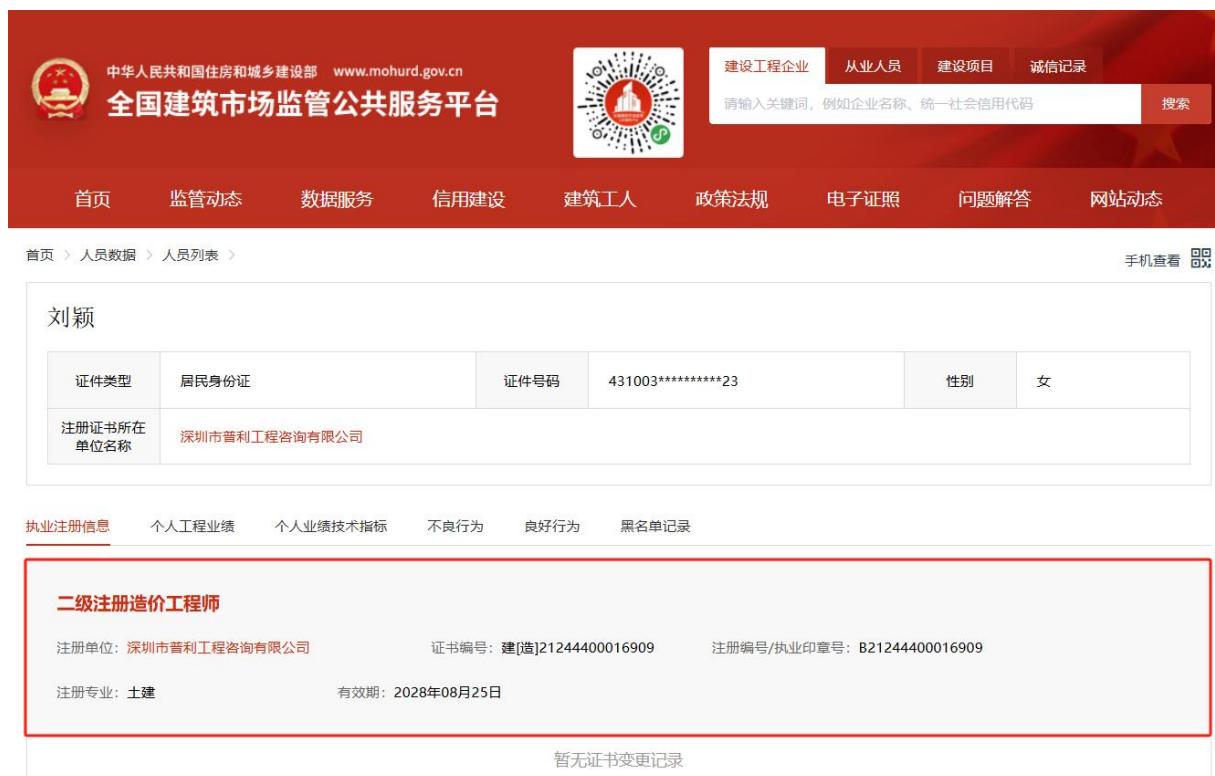 中华人民共和国住房和城乡建设部 www.mohurd.gov.cn
全国建筑市场监管公共服务平台
建设工程企业 从业人员 建设项目 诚信记录
请输入关键词，例如企业名称、统一社会信用代码 搜索
首页 监管动态 数据服务 信用建设 建筑工人 政策法规 电子证照 问题解答 网站动态
首页 > 人员数据 > 人员列表 >
手机查看
刘颖
证件类型 居民身份证 证件号码 431003**********23 性别 女
注册证书所在单位名称 深圳市普利工程咨询有限公司
执业注册信息 个人工程业绩 个人业绩技术指标 不良行为 良好行为 黑名单记录
二级注册造价工程师
注册单位：深圳市普利工程咨询有限公司 证书编号：建[造]21244400016909 注册编号/执业印章号：B21244400016909
注册专业：土建 有效期：2028年08月25日
暂无证书变更记录